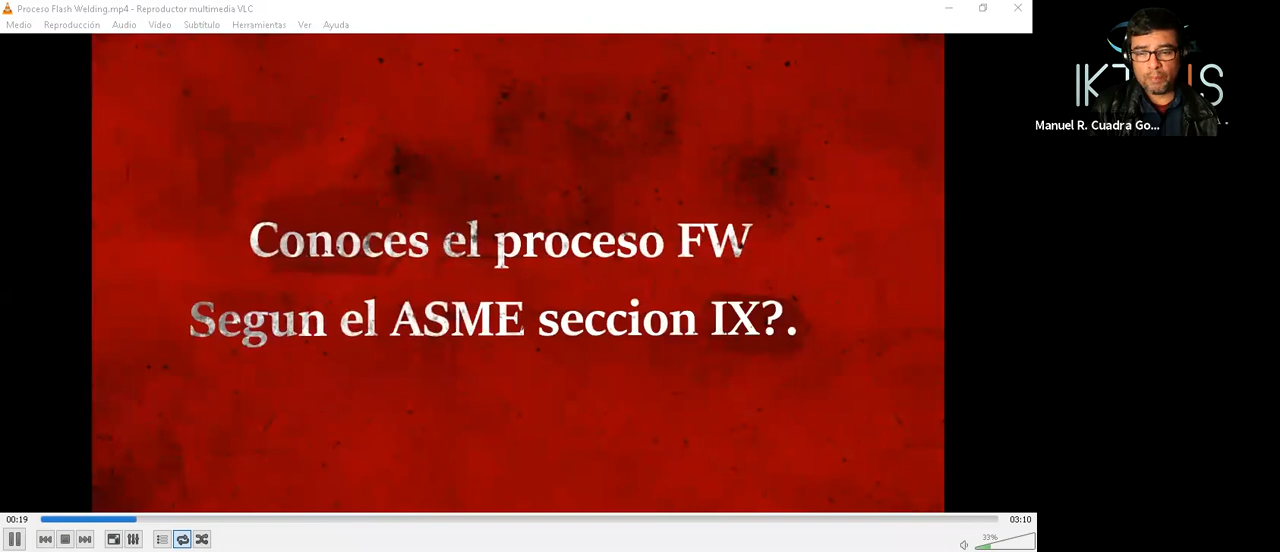 Proceso Flash Welding.mp4 - Reproductor multimedia VLC
Medio Reproducción Audio Vídeo Subtítulo Herramientas Ver Ayuda
Conoces el proceso FW
Segun el ASME seccion IX?.
Manuel R. Cuadra Go...
00:19
03:10
33%